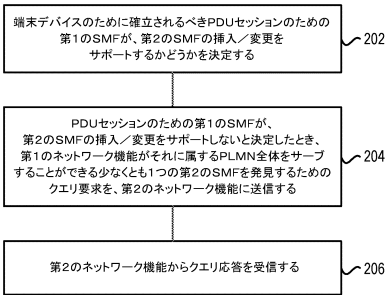 端末デバイスのために確立されるべきPDUセッションのための
第1のSMFが、第2のSMFの挿入／変更を
サポートするかどうかを決定する
202
PDUセッションのための第1のSMFが、
第2のSMFの挿入／変更をサポートしないと決定したとき、
第1のネットワーク機能がそれに属するPLMN全体をサーブ
することができる少なくとも1つの第2のSMFを発見するための
クエリ要求を、第2のネットワーク機能に送信する
204
第2のネットワーク機能からクエリ応答を受信する
206